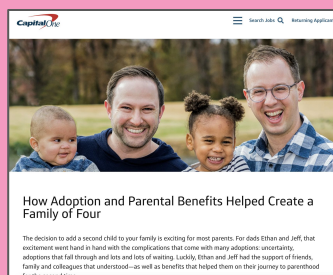 Capital One
Search Jobs Returning Applicant
How Adoption and Parental Benefits Helped Create a
Family of Four
The decision to add a second child to your family is exciting for most parents. For dads Ethan and Jeff, that
excitement went hand in hand with the complications that come with many adoptions: uncertainty,
adoptions that fall through and lots and lots of waiting. Luckily, Ethan and Jeff had the support of friends,
family and colleagues that understood—as well as benefits that helped them on their journey to parenthood